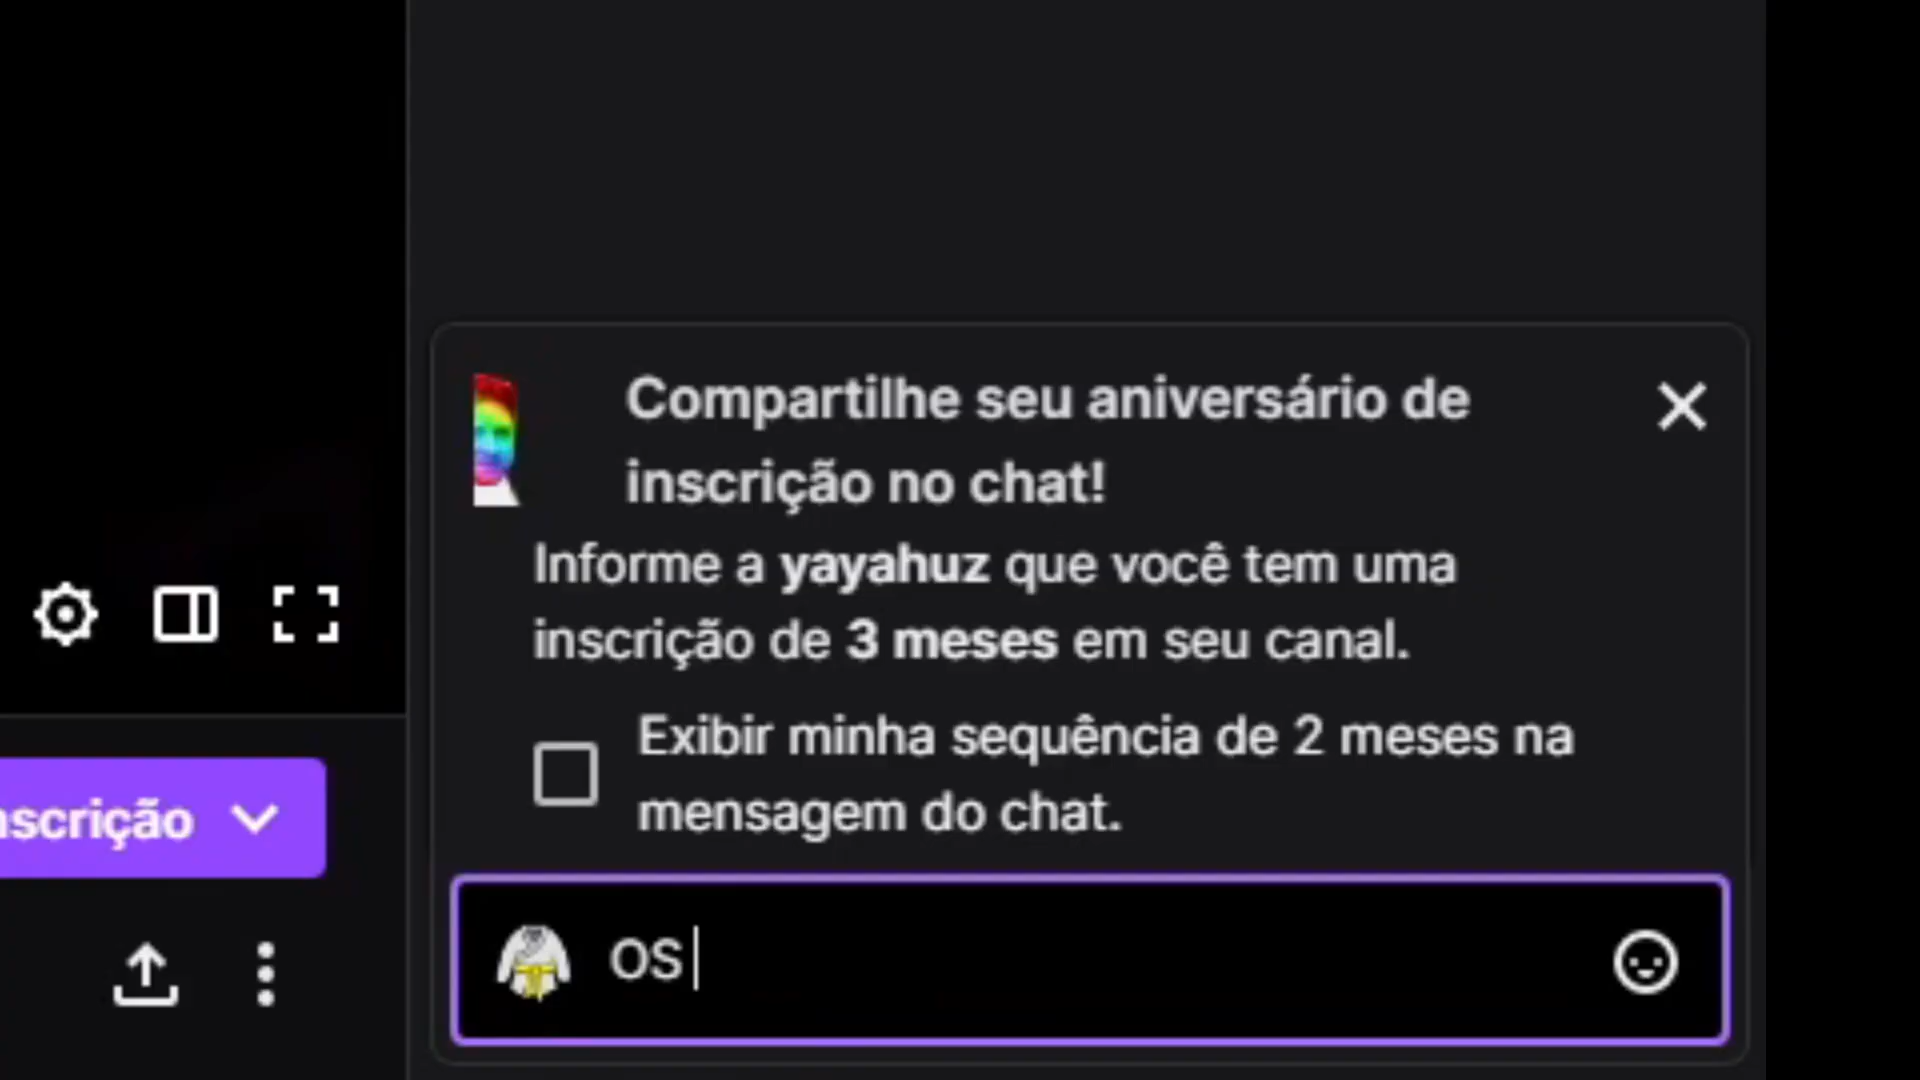 Compartilhe seu aniversário de
inscrição no chat!
Informe a yayahuz que você tem uma
inscrição de 3 meses em seu canal.
Exibir minha sequência de 2 meses na
mensagem do chat.
nscrição
OS